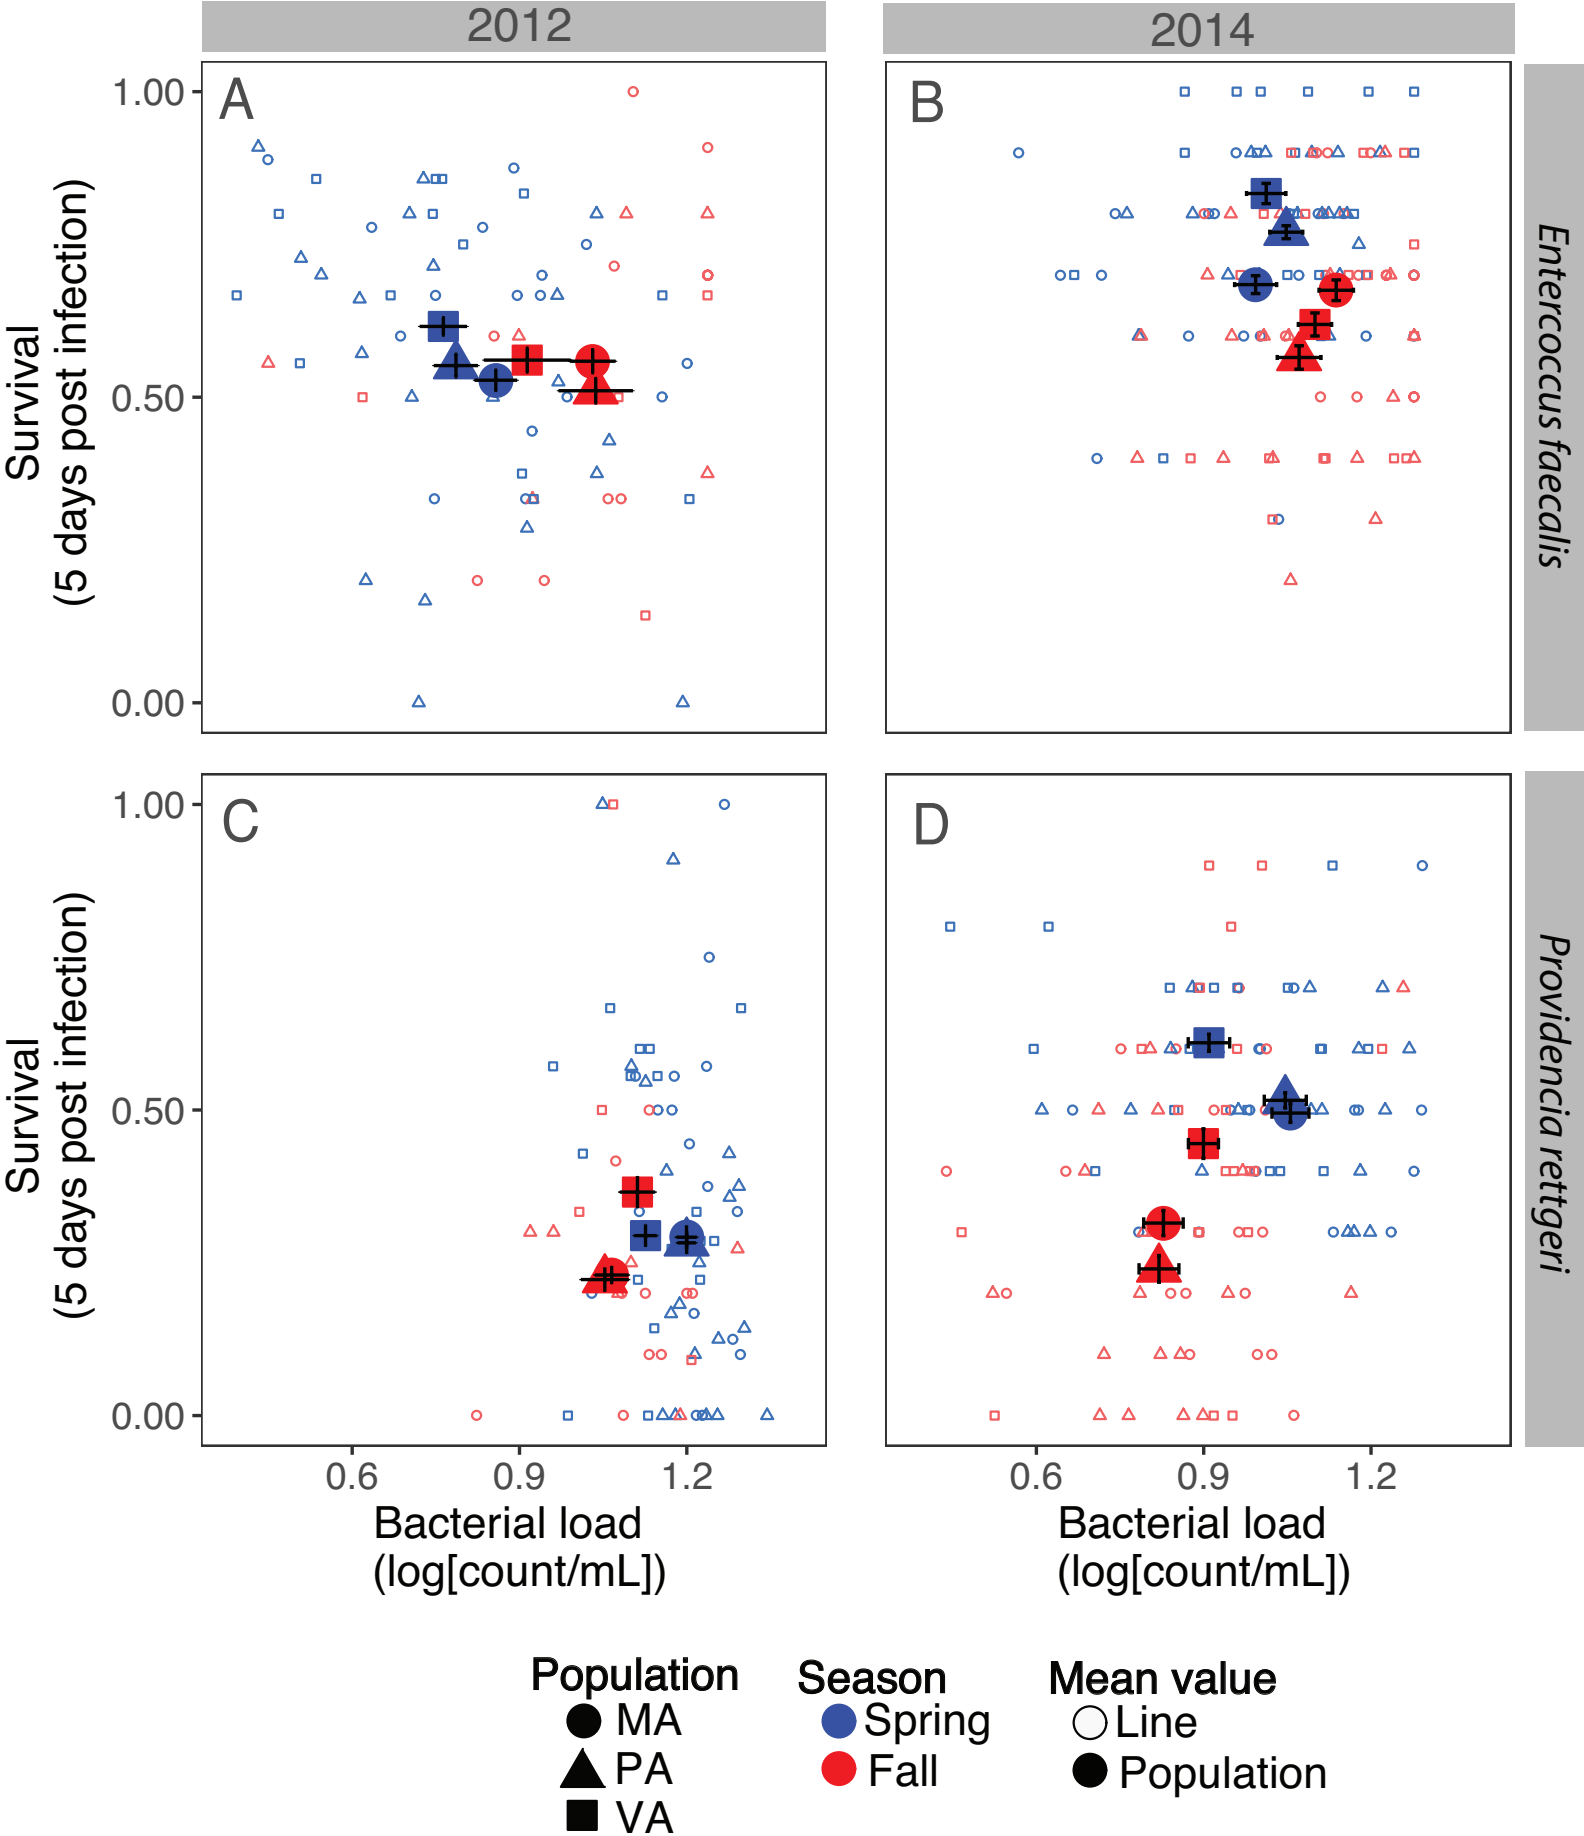 2012
2014
A
B
1.00
0.50
0.00
Survival
(5 days post infection)
Entercoccus faecalis
C
D
1.00
0.50
0.00
Survival
(5 days post infection)
Providencia rettgeri
0.6 0.9 1.2
0.6 0.9 1.2
Bacterial load
(log[count/mL])
Bacterial load
(log[count/mL])
Population
MA
PA
VA
Season
Spring
Fall
Mean value
Line
Population